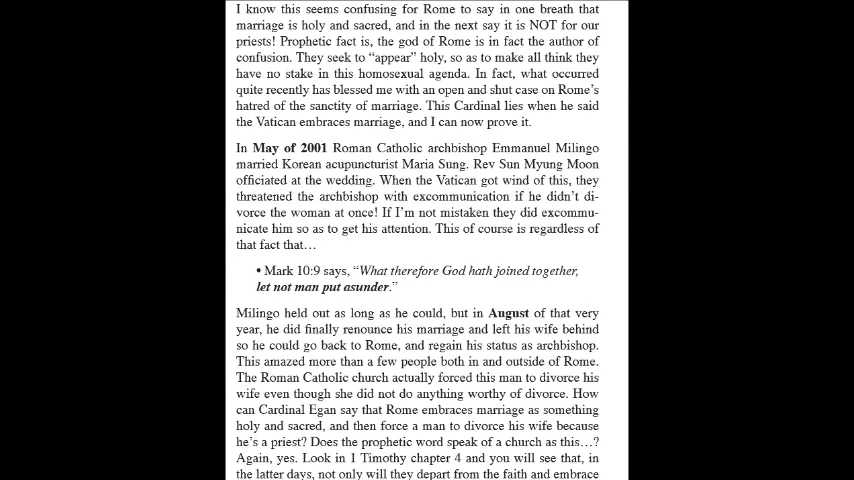 I know this seems confusing for Rome to say in one breath that
marriage is holy and sacred, and in the next say it is NOT for our
priests! Prophetic fact is, the god of Rome is in fact the author of
confusion. They seek to “appear” holy, so as to make all think they
have no stake in this homosexual agenda. In fact, what occurred
quite recently has blessed me with an open and shut case on Rome’s
hatred of the sanctity of marriage. This Cardinal lies when he said
the Vatican embraces marriage, and I can now prove it.
In May of 2001 Roman Catholic archbishop Emmanuel Milingo
married Korean acupuncturist Maria Sung. Rev Sun Myung Moon
officiated at the wedding. When the Vatican got wind of this, they
threatened the archbishop with excommunication if he didn’t di-
vorce the woman at once! If I’m not mistaken they did excommu-
nicate him so as to get his attention. This of course is regardless of
that fact that…
• Mark 10:9 says, “What therefore God hath joined together,
let not man put asunder.”
Milingo held out as long as he could, but in August of that very
year, he did finally renounce his marriage and left his wife behind
so he could go back to Rome, and regain his status as archbishop.
This amazed more than a few people both in and outside of Rome.
The Roman Catholic church actually forced this man to divorce his
wife even though she did not do anything worthy of divorce. How
can Cardinal Egan say that Rome embraces marriage as something
holy and sacred, and then force a man to divorce his wife because
he’s a priest? Does the prophetic word speak of a church as this…?
Again, yes. Look in 1 Timothy chapter 4 and you will see that, in
the latter days, not only will they depart from the faith and embrace